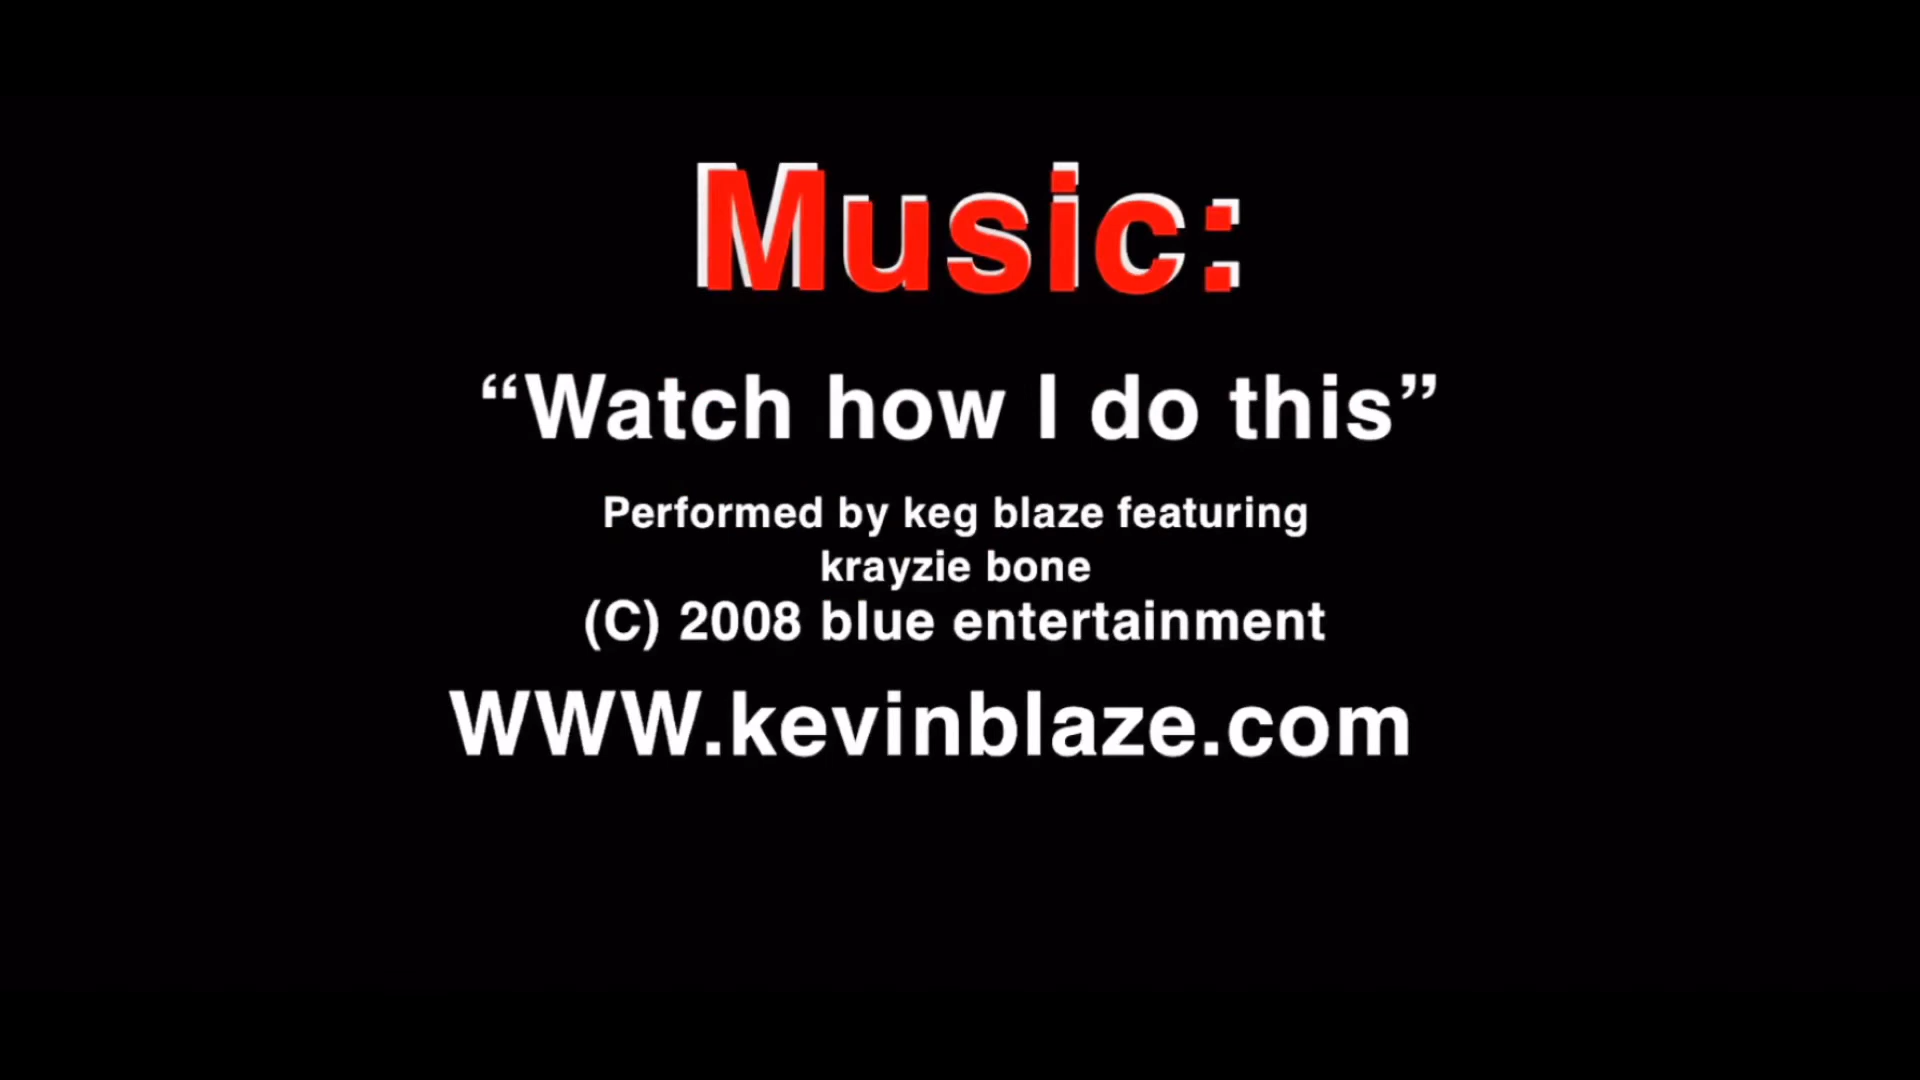 Music:
“Watch how I do this”
Performed by keg blaze featuring
krayzie bone
(C) 2008 blue entertainment
WWW.kevinblaze.com